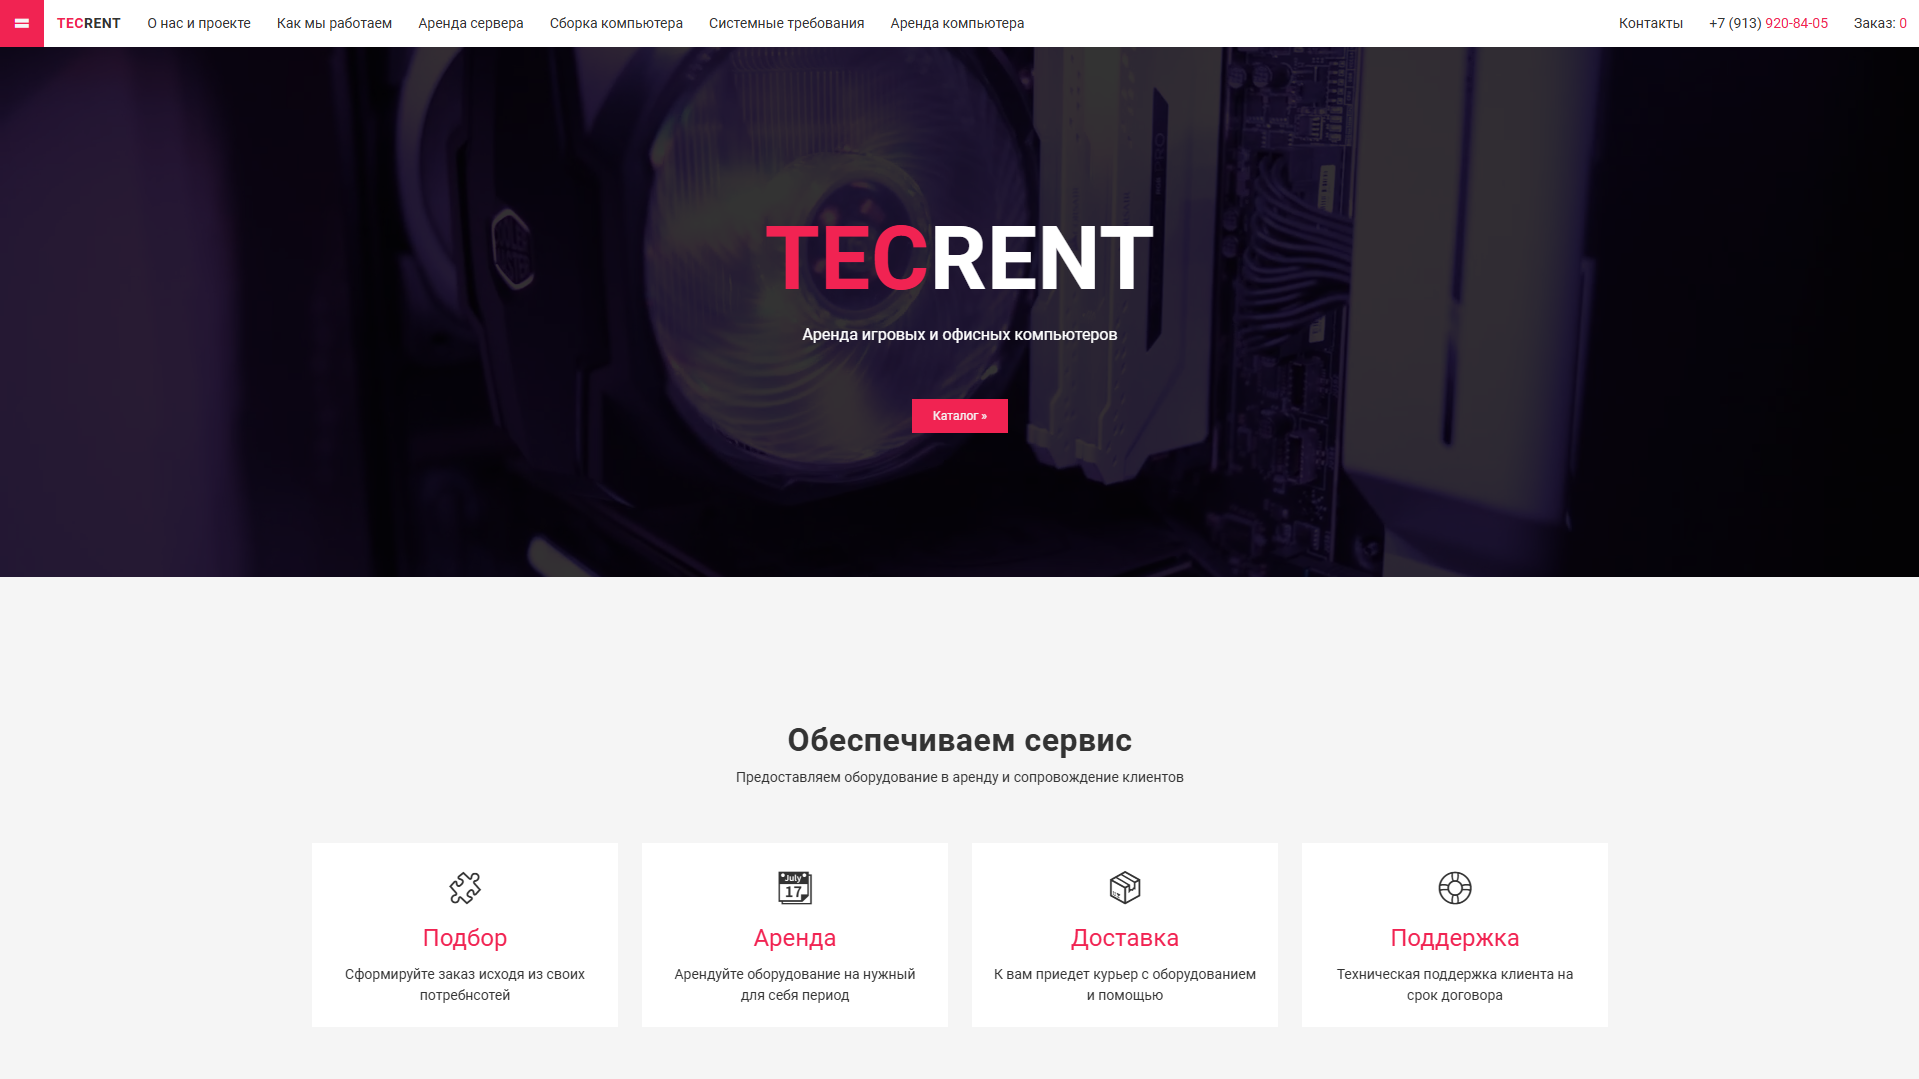 TECRENT О нас и проекте Как мы работаем Аренда сервера Сборка компьютера Системные требования Аренда компьютера Контакты +7 (913) 920-84-05 Заказ: 0
TECRENT
Аренда игровых и офисных компьютеров
Каталог »
Обеспечиваем сервис
Предоставляем оборудование в аренду и сопровождение клиентов
July
17
Подбор
Сформируйте заказ исходя из своих
потребнсотей
Аренда
Арендуйте оборудование на нужный
для себя период
Доставка
К вам приедет курьер с оборудованием
и помощью
Поддержка
Техническая поддержка клиента на
срок договора